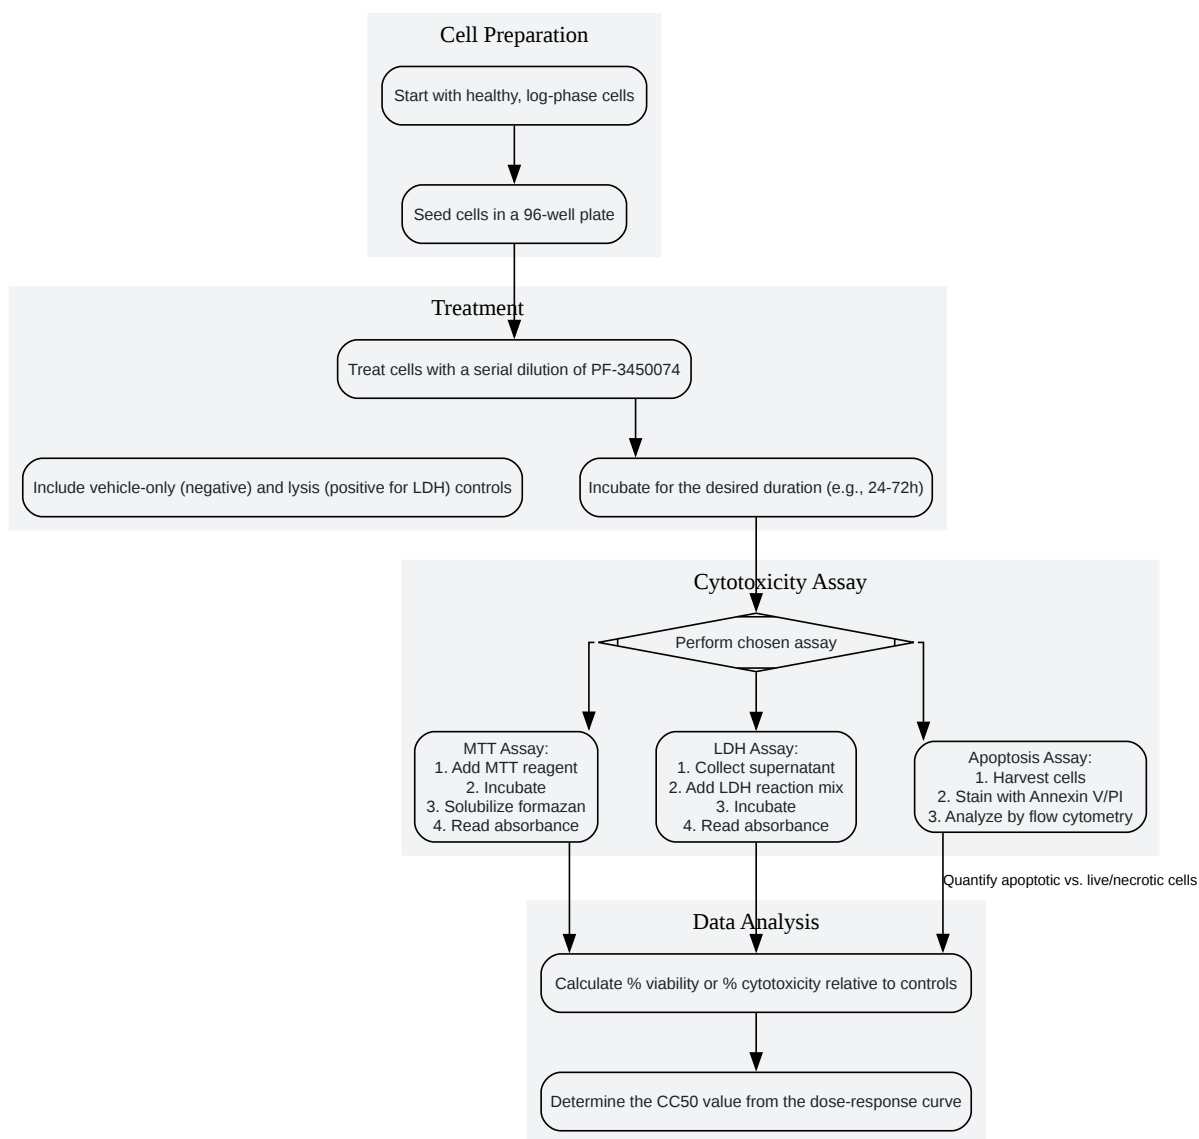 Cell Preparation
Start with healthy, log-phase cells
Seed cells in a 96-well plate
Treatment
Treat cells with a serial dilution of PF-3450074
Include vehicle-only (negative) and lysis (positive for LDH) controls
Incubate for the desired duration (e.g., 24-72h)
Cytotoxicity Assay
Perform chosen assay
MTT Assay:
1. Add MTT reagent
2. Incubate
3. Solubilize formazan
4. Read absorbance
LDH Assay:
1. Collect supernatant
2. Add LDH reaction mix
3. Incubate
4. Read absorbance
Apoptosis Assay:
1. Harvest cells
2. Stain with Annexin V/PI
3. Analyze by flow cytometry
Quantify apoptotic vs. live/necrotic cells
Data Analysis
Calculate % viability or % cytotoxicity relative to controls
Determine the CC50 value from the dose-response curve